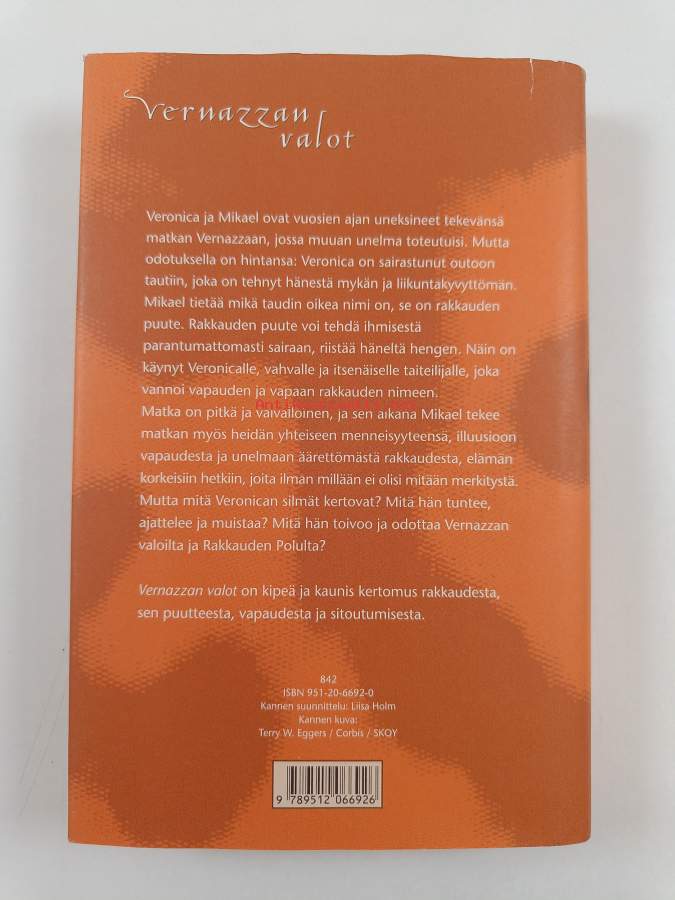 Vernazzan
valot
Veronica ja Mikael ovat vuosien ajan uneksineet tekevänsä
matkan Vernazzaan, jossa muuan unelma toteutuisi. Mutta
odotuksella on hintansa: Veronica on sairastunut outoon
tautiin, joka on tehnyt hänestä mykän ja liikuntakyvyttömän.
Mikael tietää mikä taudin oikea nimi on, se on rakkauden
puute. Rakkauden puute voi tehdä ihmisestä
parantumattomasti sairaan, riistää häneltä hengen. Näin on
käynyt Veronicalle, vahvalle ja itsenäiselle taiteilijalle, joka
vannoi vapauden ja vapaan rakkauden nimeen.
Matka on pitkä ja vaivalloinen, ja sen aikana Mikael tekee
matkan myös heidän yhteiseen menneisyyteensä, illuusioon
vapaudesta ja unelmaan äärettömästä rakkaudesta, elämän
korkeisiin hetkiin, joita ilman millään ei olisi mitään merkitystä.
Mutta mitä Veronican silmät kertovat? Mitä hän tuntee,
ajattelee ja muistaa? Mitä hän toivoo ja odottaa Vernazzan
valoilta ja Rakkauden Polulta?
Vernazzan valot on kipeä ja kaunis kertomus rakkaudesta,
sen puutteesta, vapaudesta ja sitoutumisesta.
842
ISBN 951-20-6692-0
Kannen suunnittelu: Liisa Holm
Kannen kuva:
Terry W. Eggers / Corbis / SKOY
9 789512 066926